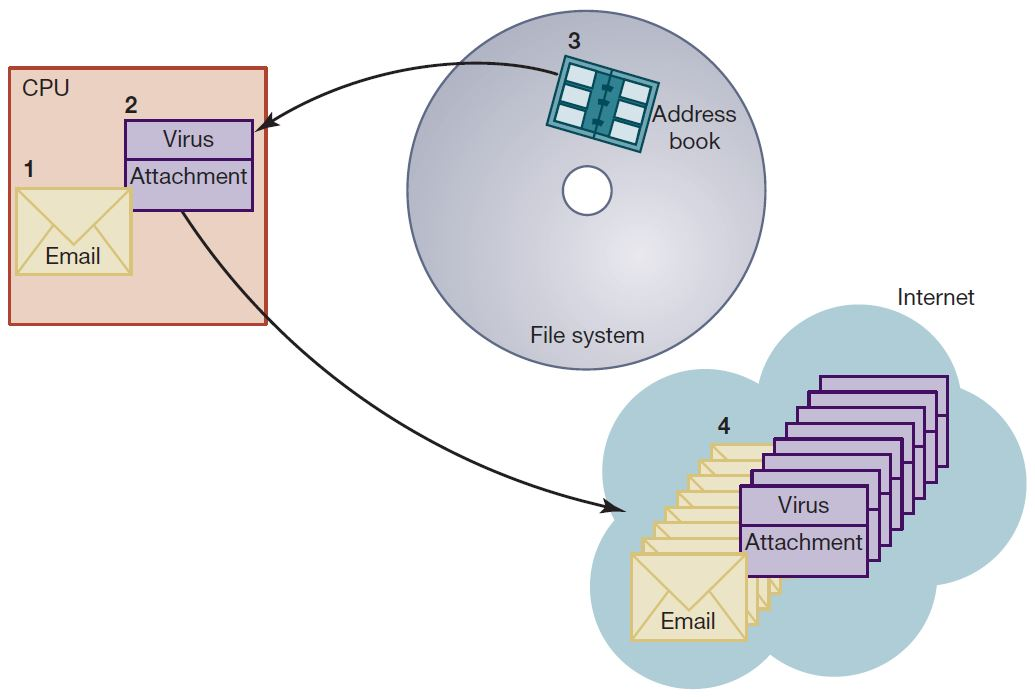 CPU
2
Virus
Attachment
1
Email
3
Address
book
File system
Internet
4
Virus
Attachment
Email